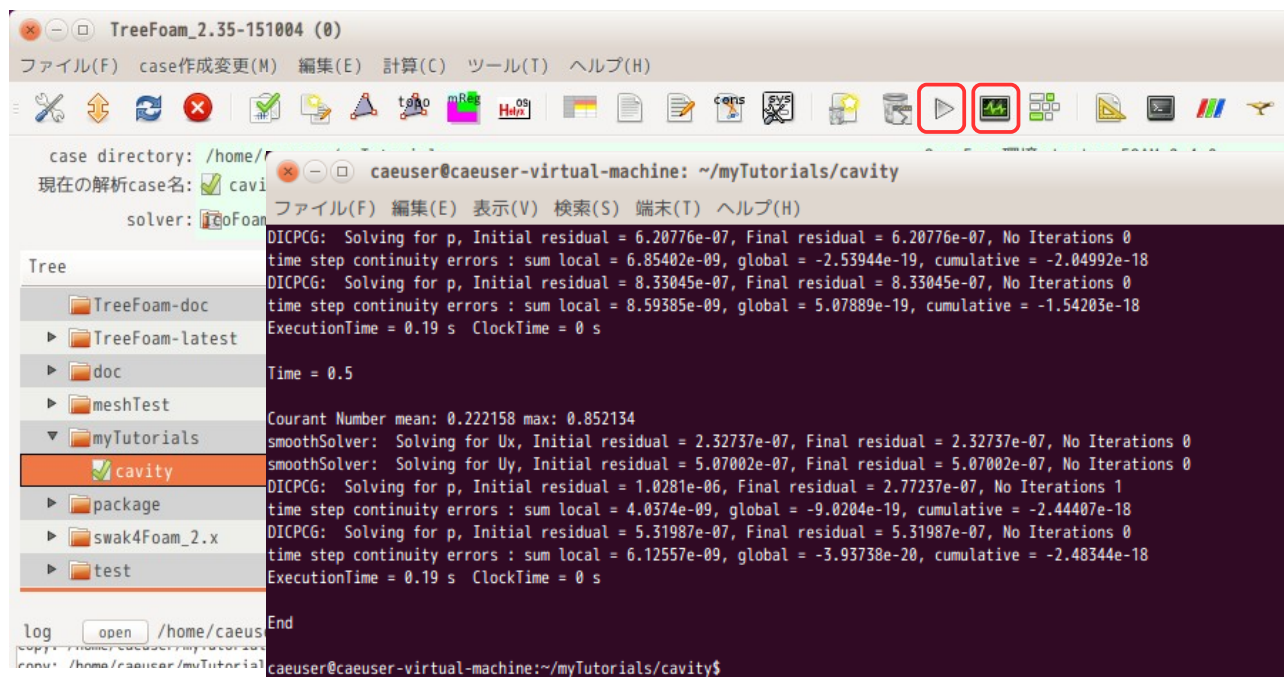 TreeFoam_2.35-151004 (0)
ファイル(F) case作成変更(M) 編集(E) 計算(C) ツール(T) ヘルプ(H)
topo mReg Helyx OS cons sys
case directory: /home/
現在の解析case名: cavi
solver: icoFoam
Tree
TreeFoam-doc
TreeFoam-latest
doc
meshTest
myTutorials
cavity
package
swak4Foam_2.x
test
log open /home/caeus
copy: /home/caeuser/myTutorial
copy: /home/caeuser/myTutorial
caeuser@caeuser-virtual-machine: ~/myTutorials/cavity
ファイル(F) 編集(E) 表示(V) 検索(S) 端末(T) ヘルプ(H)
DICPCG: Solving for p, Initial residual = 6.20776e-07, Final residual = 6.20776e-07, No Iterations 0
time step continuity errors : sum local = 6.85402e-09, global = -2.53944e-19, cumulative = -2.04992e-18
DICPCG: Solving for p, Initial residual = 8.33045e-07, Final residual = 8.33045e-07, No Iterations 0
time step continuity errors : sum local = 8.59385e-09, global = 5.07889e-19, cumulative = -1.54203e-18
ExecutionTime = 0.19 s ClockTime = 0 s
Time = 0.5
Courant Number mean: 0.222158 max: 0.852134
smoothSolver: Solving for Ux, Initial residual = 2.32737e-07, Final residual = 2.32737e-07, No Iterations 0
smoothSolver: Solving for Uy, Initial residual = 5.07002e-07, Final residual = 5.07002e-07, No Iterations 0
DICPCG: Solving for p, Initial residual = 1.0281e-06, Final residual = 2.77237e-07, No Iterations 1
time step continuity errors : sum local = 4.0374e-09, global = -9.0204e-19, cumulative = -2.44407e-18
DICPCG: Solving for p, Initial residual = 5.31987e-07, Final residual = 5.31987e-07, No Iterations 0
time step continuity errors : sum local = 6.12557e-09, global = -3.93738e-20, cumulative = -2.48344e-18
ExecutionTime = 0.19 s ClockTime = 0 s
End
caeuser@caeuser-virtual-machine:~/myTutorials/cavity$